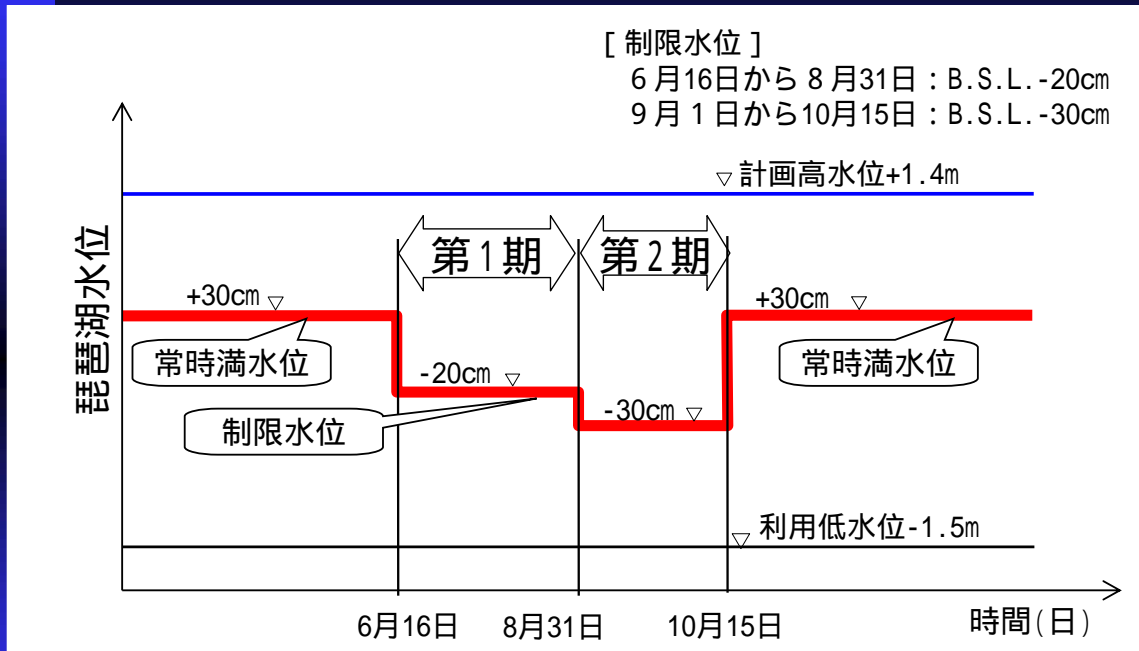 [制限水位]
6月16日から8月31日:B.S.L.-20cm
9月1日から10月15日:B.S.L.-30cm
▽計画高水位+1.4m
琵琶湖水位
第1期
第2期
+30cm▽
+30cm ▽
常時満水位
常時満水位
-20cm ▽
-30cm▽
制限水位
▽利用低水位-1.5m
6月16日
8月31日
10月15日
時間(日)